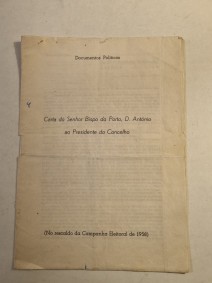 Documentos Políticos
Carta do Senhor Bispo do Porto, D. António
ao Presidente do Conselho
(No rescaldo da Campanha Eleitoral de 1958)